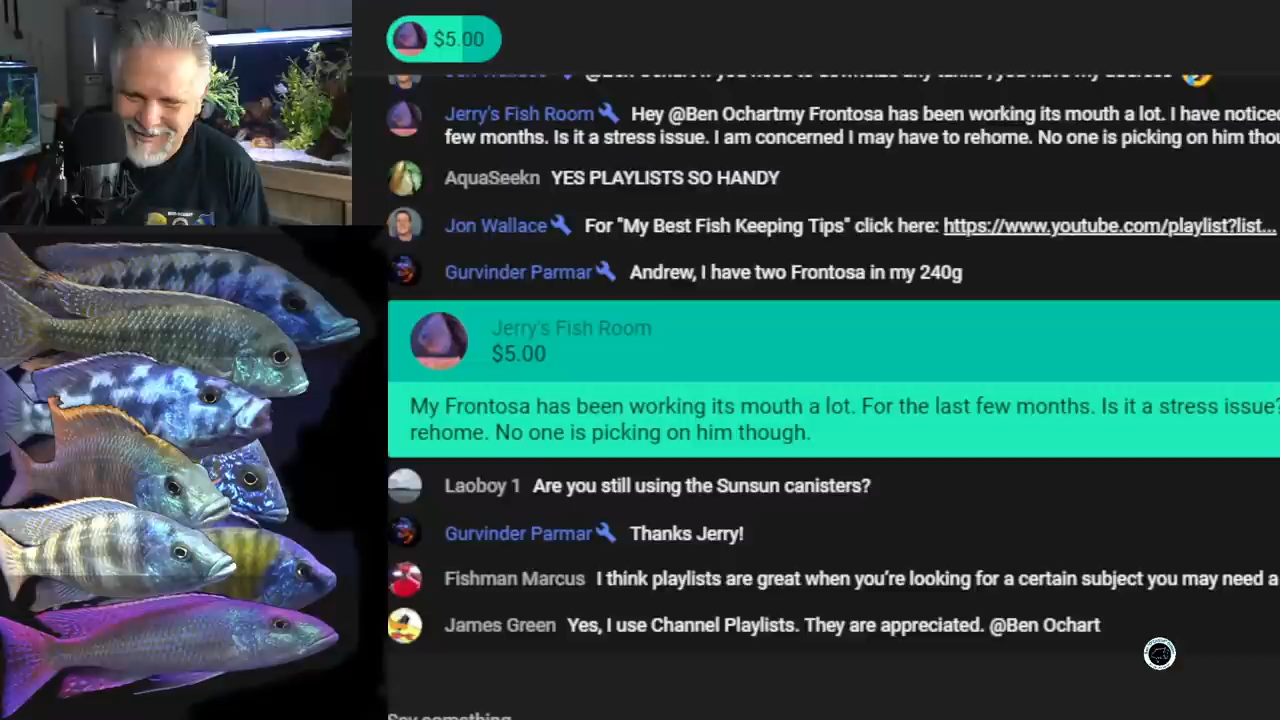 $5.00
Jerry's Fish Room Hey @Ben Ochartmy Frontosa has been working its mouth a lot. I have noticed
few months. Is it a stress issue. I am concerned I may have to rehome. No one is picking on him thou
AquaSeekn YES PLAYLISTS SO HANDY
Jon Wallace For "My Best Fish Keeping Tips" click here: https://www.youtube.com/playlist?list...
Gurvinder Parmar Andrew, I have two Frontosa in my 240g
Jerry's Fish Room
$5.00
My Frontosa has been working its mouth a lot. For the last few months. Is it a stress issue?
rehome. No one is picking on him though.
Laoboy 1 Are you still using the Sunsun canisters?
Gurvinder Parmar Thanks Jerry!
Fishman Marcus I think playlists are great when you're looking for a certain subject you may need a
James Green Yes, I use Channel Playlists. They are appreciated. @Ben Ochart
Say something